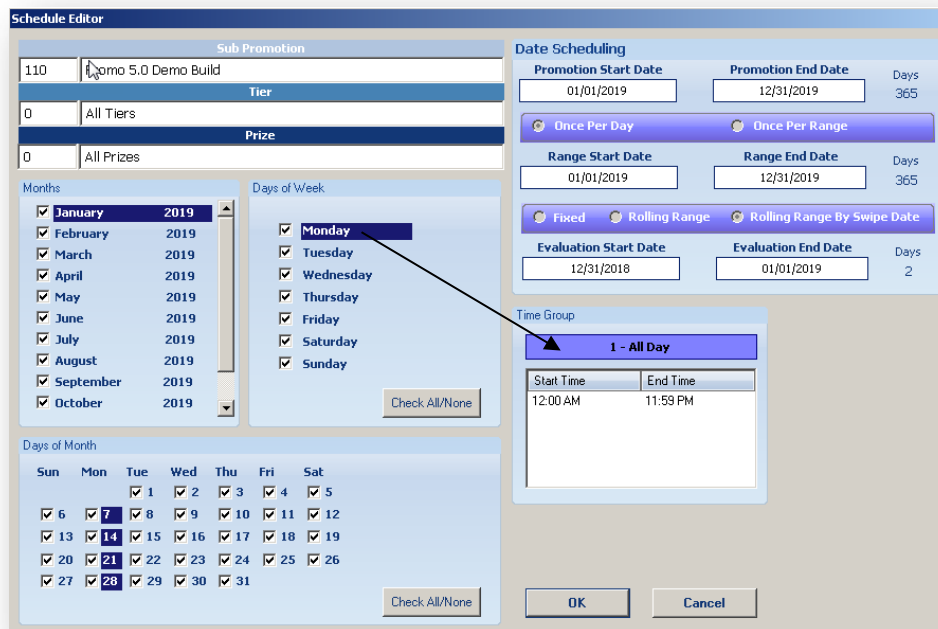 Schedule Editor
Sub Promotion
110 Promo 5.0 Demo Build
Tier
0 All Tiers
Prize
0 All Prizes
Date Scheduling
Promotion Start Date Promotion End Date Days
01/01/2019 12/31/2019 365
Once Per Day Once Per Range
Range Start Date Range End Date Days
01/01/2019 12/31/2019 365
Fixed Rolling Range Rolling Range By Swipe Date
Evaluation Start Date Evaluation End Date Days
12/31/2018 01/01/2019 2
Months
January 2019
February 2019
March 2019
April 2019
May 2019
June 2019
July 2019
August 2019
September 2019
October 2019
Days of Week
Monday
Tuesday
Wednesday
Thursday
Friday
Saturday
Sunday
Check All/None
Time Group
1 - All Day
Start Time End Time
12:00 AM 11:59 PM
Days of Month
Sun Mon Tue Wed Thu Fri Sat
1 2 3 4 5
6 7 8 9 10 11 12
13 14 15 16 17 18 19
20 21 22 23 24 25 26
27 28 29 30 31
Check All/None
OK Cancel